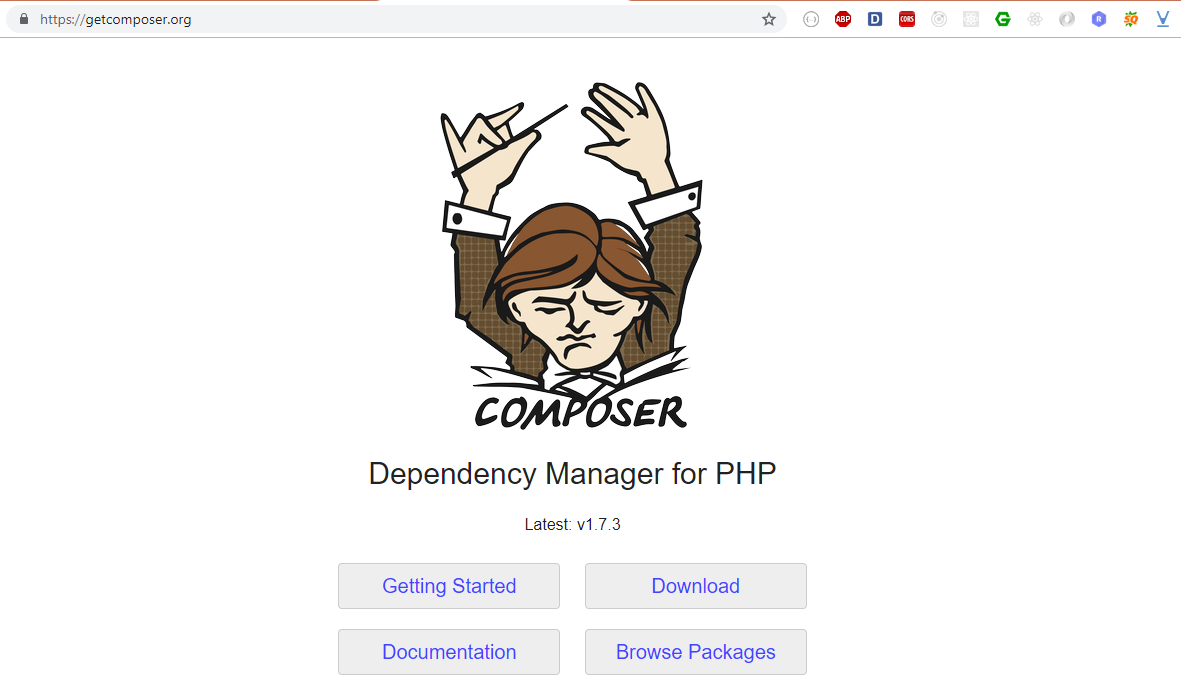 https://getcomposer.org
ABP
D
CORS
R
SQ
COMPOSER
Dependency Manager for PHP
Latest: v1.7.3
Getting Started
Download
Documentation
Browse Packages